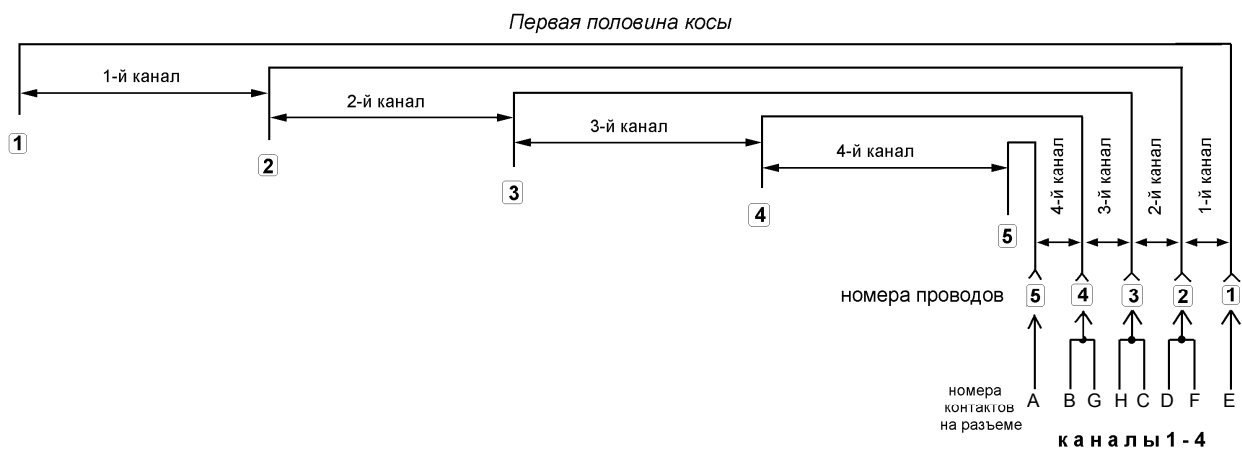 Первая половина косы
1-й канал
2-й канал
3-й канал
4-й канал
1
2
3
4
5
4-й канал
3-й канал
2-й канал
1-й канал
номера проводов
5
4
3
2
1
номера
контактов
на разъеме
A
B
G
H
C
D
F
E
каналы 1 - 4